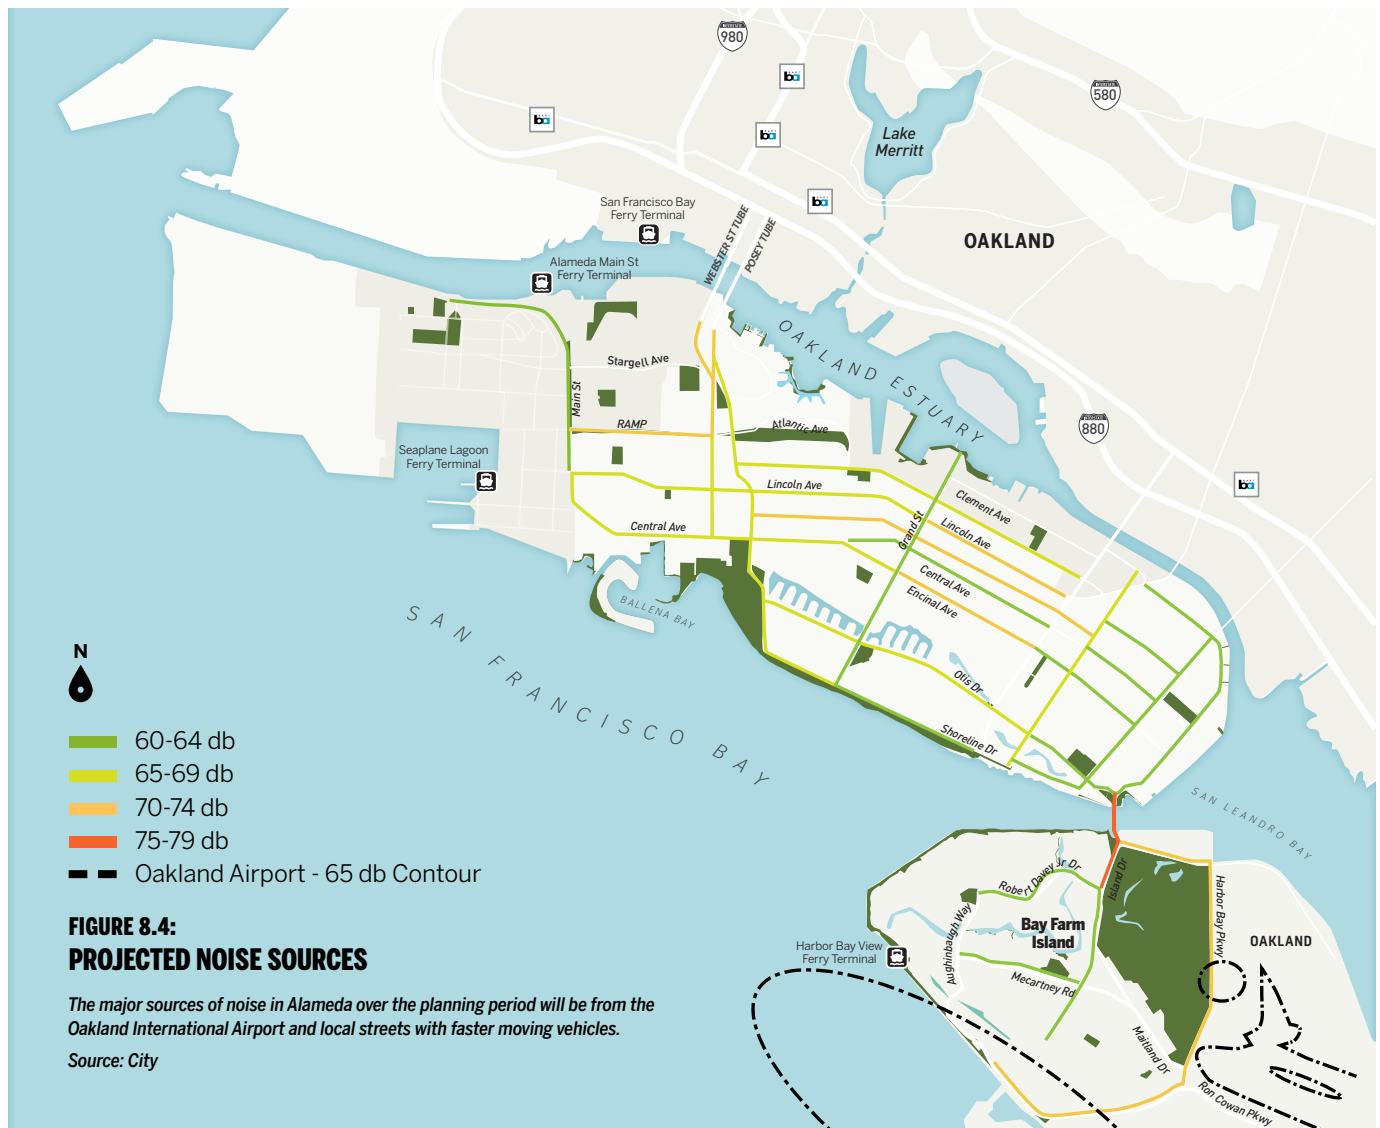 980
580
Lake
Merritt
San Francisco Bay
Ferry Terminal
WEBSTER ST TUBE
POSEY TUBE
OAKLAND
Alameda Main St
Ferry Terminal
OAKLAND ESTUARY
Stargell Ave
Main St
RAMP
Atlantic Ave
880
Seaplane Lagoon
Ferry Terminal
Lincoln Ave
Clement Ave
Central Ave
Grand St
Lincoln Ave
Central Ave
Encinal Ave
BALLENA BAY
SAN FRANCISCO BAY
Otis Dr
Shoreline Dr
N
60-64 db
65-69 db
70-74 db
75-79 db
Oakland Airport - 65 db Contour
SAN LEANDRO BAY
Robert Davey Jr Dr
Island Dr
Harbor Bay Pkwy
Aughinbaugh Way
Bay Farm
Island
OAKLAND
Harbor Bay View
Ferry Terminal
Mecartney Rd
Maitland Dr
Ron Cowan Pkwy
FIGURE 8.4:
PROJECTED NOISE SOURCES
The major sources of noise in Alameda over the planning period will be from the
Oakland International Airport and local streets with faster moving vehicles.
Source: City